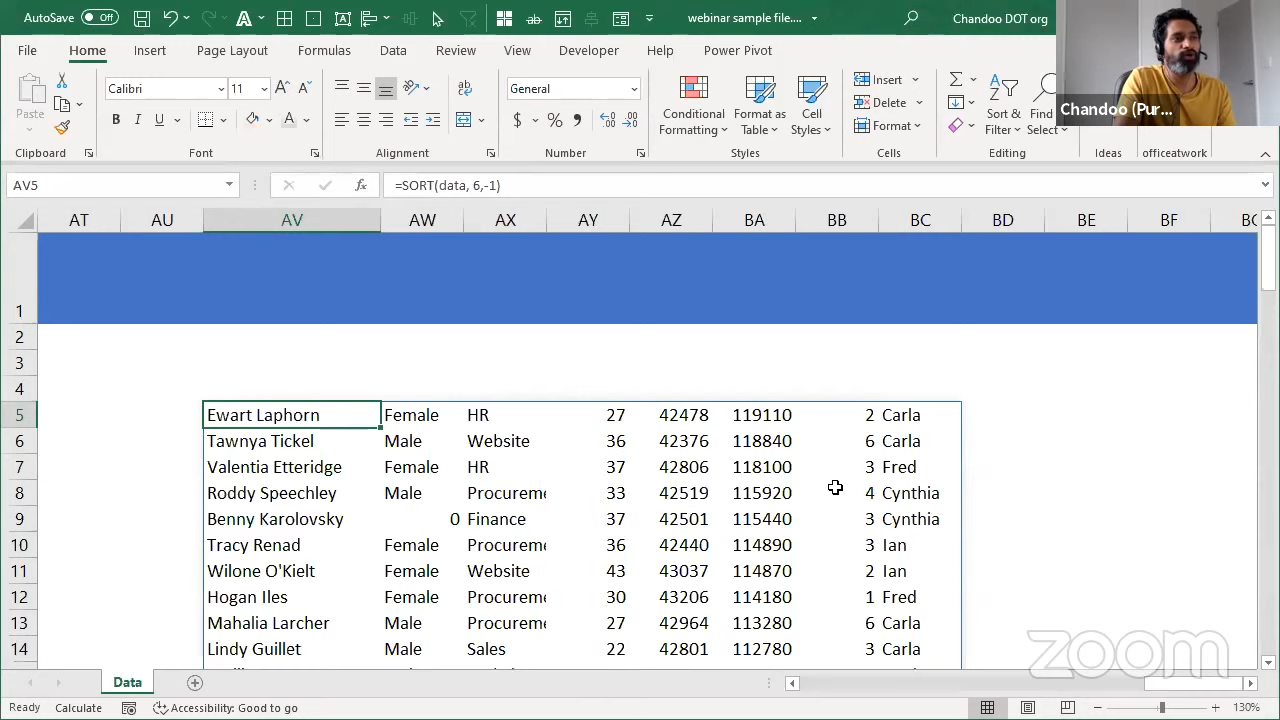 AutoSave Off webinar sample file.... Chandoo DOT org
File Home Insert Page Layout Formulas Data Review View Developer Help Power Pivot
Paste Calibri 11 General Conditional Formatting Format as Table Cell Styles Insert Delete Format Sort & Filter Find Select
Chandoo (Pur...
Clipboard Font Alignment Number Styles Cells Editing Ideas officeatwork
AV5 fx =SORT(data, 6,-1)
AT AU AV AW AX AY AZ BA BB BC BD BE BF
1
2
3
4
5 Ewart Laphorn Female HR 27 42478 119110 2 Carla
6 Tawnya Tickel Male Website 36 42376 118840 6 Carla
7 Valentia Etteridge Female HR 37 42806 118100 3 Fred
8 Roddy Speechley Male Procureme 33 42519 115920 4 Cynthia
9 Benny Karolovsky 0 Finance 37 42501 115440 3 Cynthia
10 Tracy Renad Female Procureme 36 42440 114890 3 Ian
11 Wilone O'Kielt Female Website 43 43037 114870 2 Ian
12 Hogan Iles Female Procureme 30 43206 114180 1 Fred
13 Mahalia Larcher Male Procureme 27 42964 113280 6 Carla
14 Lindy Guillet Male Sales 22 42801 112780 3 Carla
zoom
Data
Ready Calculate Accessibility: Good to go 130%